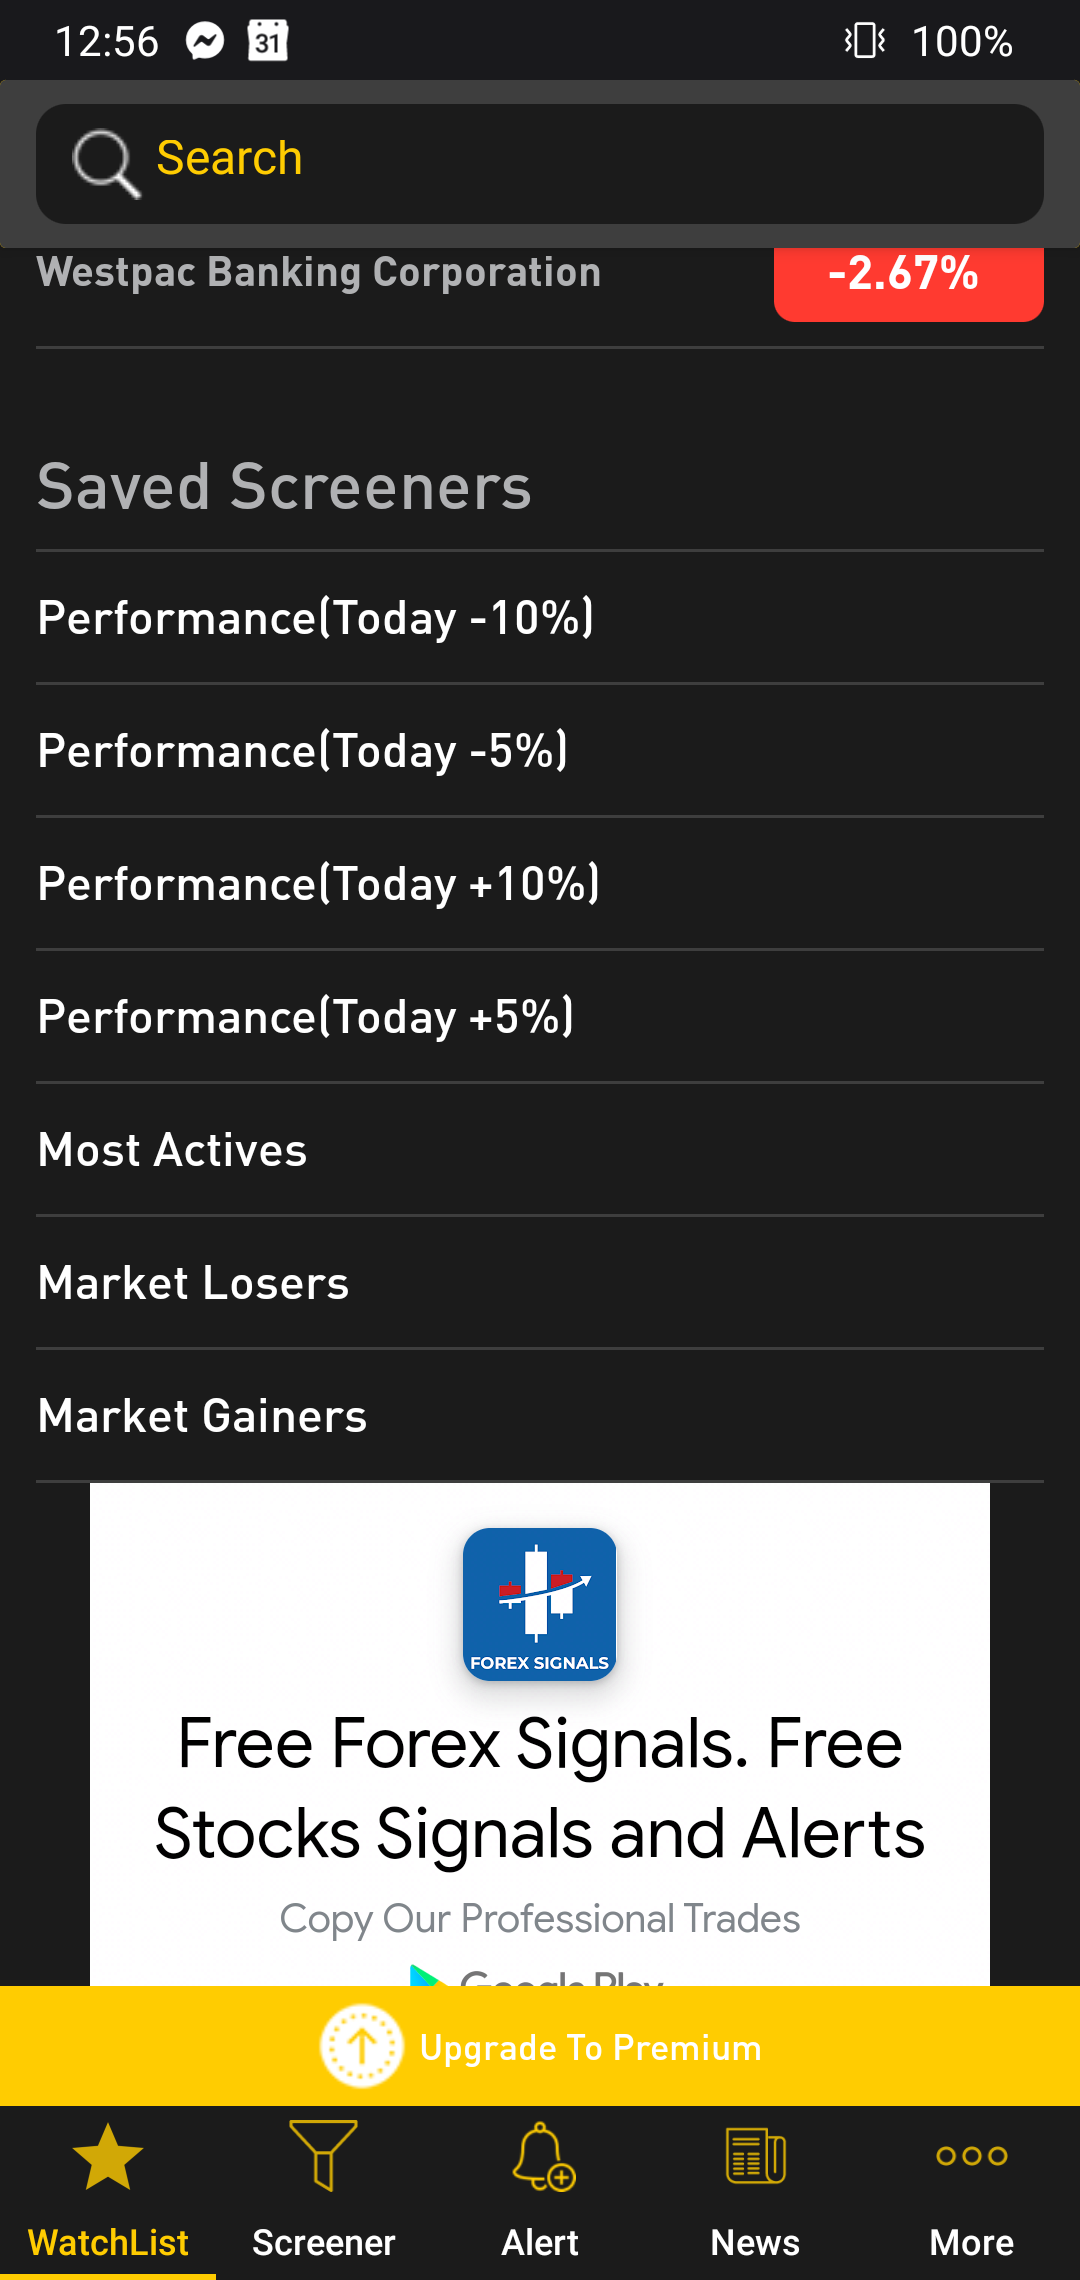 12:56
31
100%
Search
Westpac Banking Corporation
-2.67%
Saved Screeners
Performance(Today -10%)
Performance(Today -5%)
Performance(Today +10%)
Performance(Today +5%)
Most Actives
Market Losers
Market Gainers
FOREX SIGNALS
Free Forex Signals. Free
Stocks Signals and Alerts
Copy Our Professional Trades
Google Play
Upgrade To Premium
WatchList
Screener
Alert
News
More